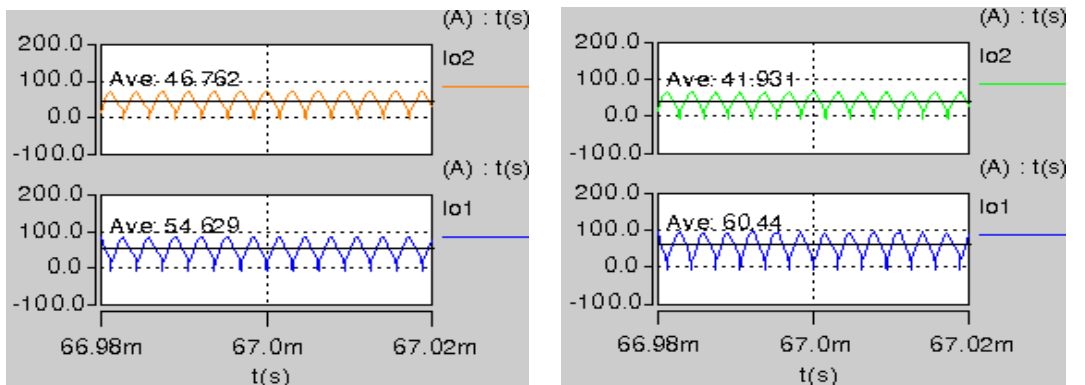 (A) : t(s)
200.0
Io2
Ave: 46.762
100.0
0.0
-100.0
(A) : t(s)
200.0
Io1
Ave: 54.629
100.0
0.0
-100.0
66.98m 67.0m 67.02m
t(s)
(A) : t(s)
200.0
Io2
Ave: 41.931
100.0
0.0
-100.0
(A) : t(s)
200.0
Io1
Ave: 60.44
100.0
0.0
-100.0
66.98m 67.0m 67.02m
t(s)